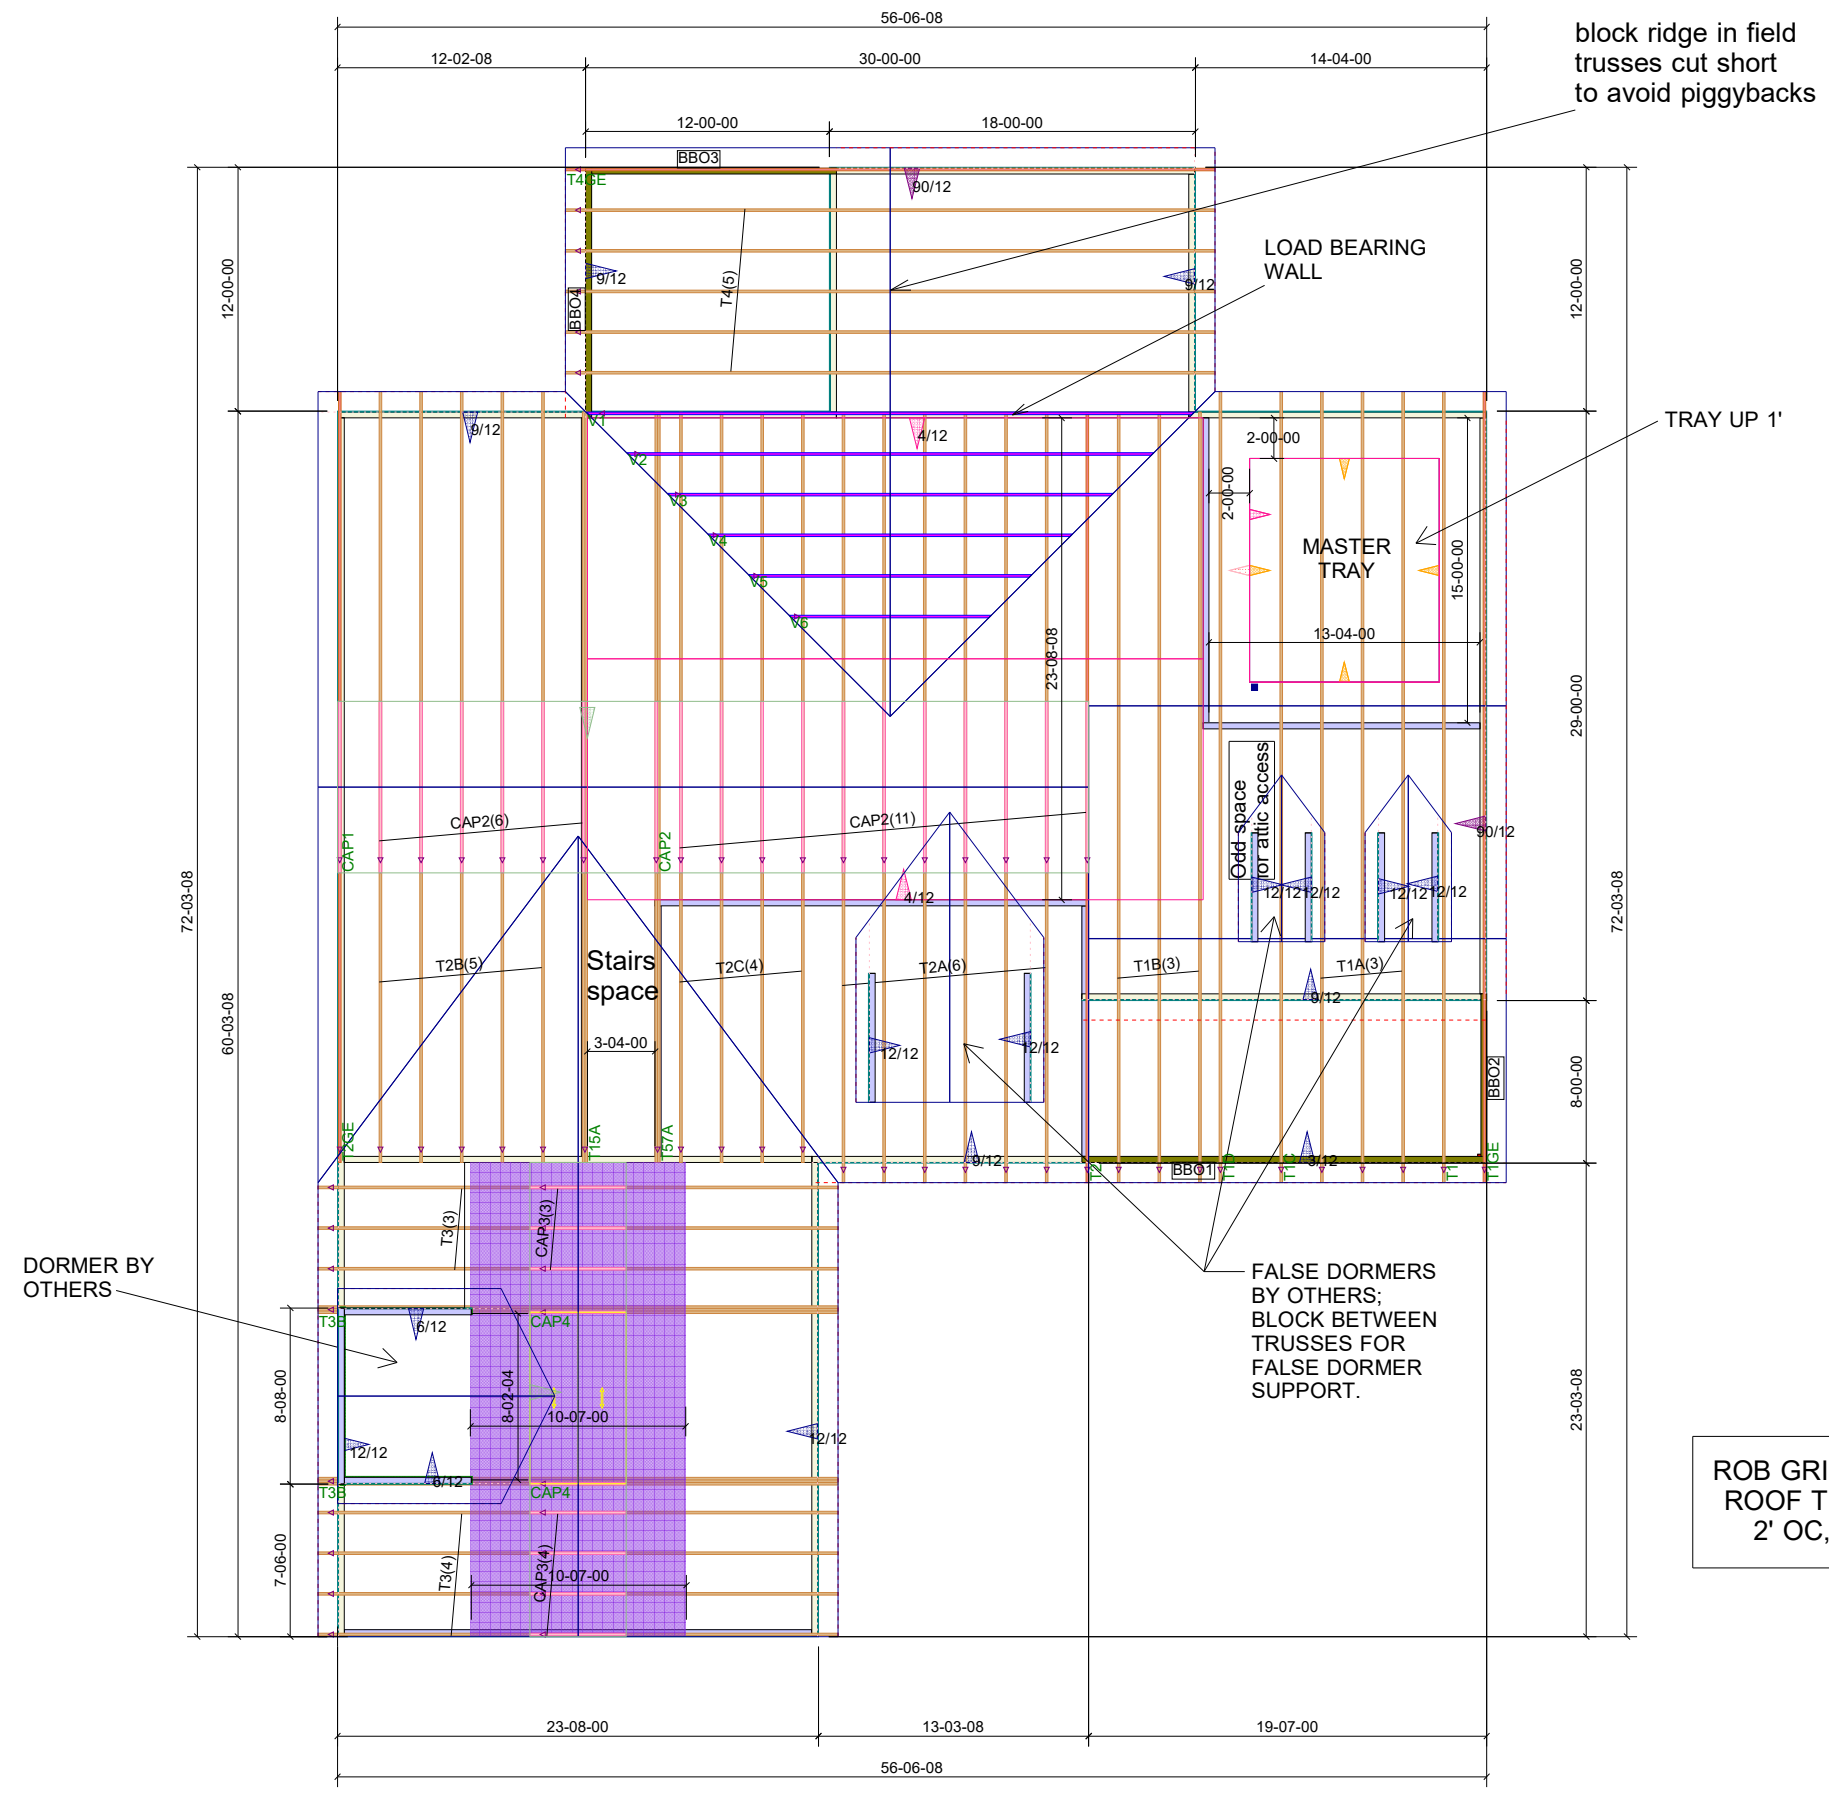 56-06-08
12-02-08
30-00-00
14-04-00
block ridge in field
trusses cut short
to avoid piggybacks
12-00-00
18-00-00
BBO3
T4GE
90/12
12-00-00
BBO4
9/12
T4(5)
9/12
LOAD BEARING
WALL
12-00-00
9/12
V1
4/12
2-00-00
TRAY UP 1'
V2
V3
2-00-00
V4
MASTER
TRAY
15-00-00
V5
V6
13-04-00
23-08-08
29-00-00
Odd space
for attic access
CAP1
CAP2(6)
CAP2
CAP2(11)
90/12
72-03-08
4/12
12/12
12/12
12/12
12/12
72-03-08
60-03-08
T2B(5)
Stairs
space
T2C(4)
T2A(6)
T1B(3)
T1A(3)
9/12
3-04-00
12/12
12/12
BBO2
8-00-00
T2GE
T15A
T57A
9/12
T2
BBO1
T1D
T1C
3/12
T1
T1GE
T3(3)
CAP3(3)
DORMER BY
OTHERS
FALSE DORMERS
BY OTHERS;
BLOCK BETWEEN
TRUSSES FOR
FALSE DORMER
SUPPORT.
T3B
6/12
CAP4
8-08-00
8-02-04
10-07-00
12/12
12/12
6/12
T3B
CAP4
23-03-08
ROB GRI
ROOF T
2' OC,
7-06-00
T3(4)
CAP3(4)
10-07-00
23-08-00
13-03-08
19-07-00
56-06-08